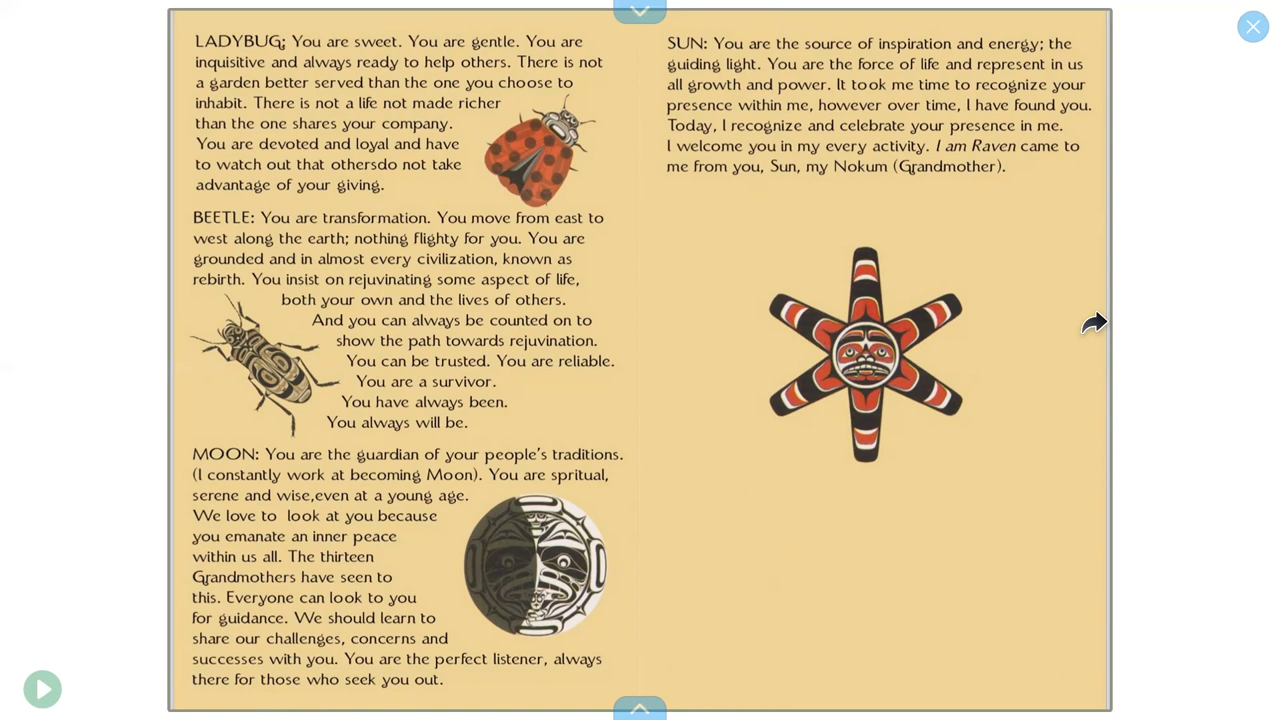 LADYBUG: You are sweet. You are gentle. You are
inquisitive and always ready to help others. There is not
a garden better served than the one you choose to
inhabit. There is not a life not made richer
than the one shares your company.
You are devoted and loyal and have
to watch out that othersdo not take
advantage of your giving.
BEETLE: You are transformation. You move from east to
west along the earth; nothing flighty for you. You are
grounded and in almost every civilization, known as
rebirth. You insist on rejuvinating some aspect of life,
both your own and the lives of others.
And you can always be counted on to
show the path towards rejuvination.
You can be trusted. You are reliable.
You are a survivor.
You have always been.
You always will be.
MOON: You are the guardian of your people's traditions.
(I constantly work at becoming Moon). You are spritual,
serene and wise,even at a young age.
We love to look at you because
you emanate an inner peace
within us all. The thirteen
Grandmothers have seen to
this. Everyone can look to you
for guidance. We should learn to
share our challenges, concerns and
successes with you. You are the perfect listener, always
there for those who seek you out.
SUN: You are the source of inspiration and energy; the
guiding light. You are the force of life and represent in us
all growth and power. It took me time to recognize your
presence within me, however over time, I have found you.
Today, I recognize and celebrate your presence in me.
I welcome you in my every activity. I am Raven came to
me from you, Sun, my Nokum (Grandmother).